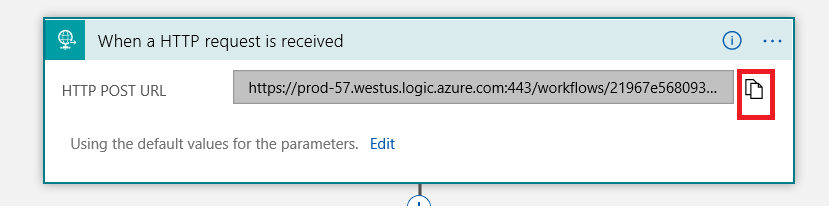 When a HTTP request is received
HTTP POST URL
https://prod-57.westus.logic.azure.com:443/workflows/21967e568093...
Using the default values for the parameters. Edit